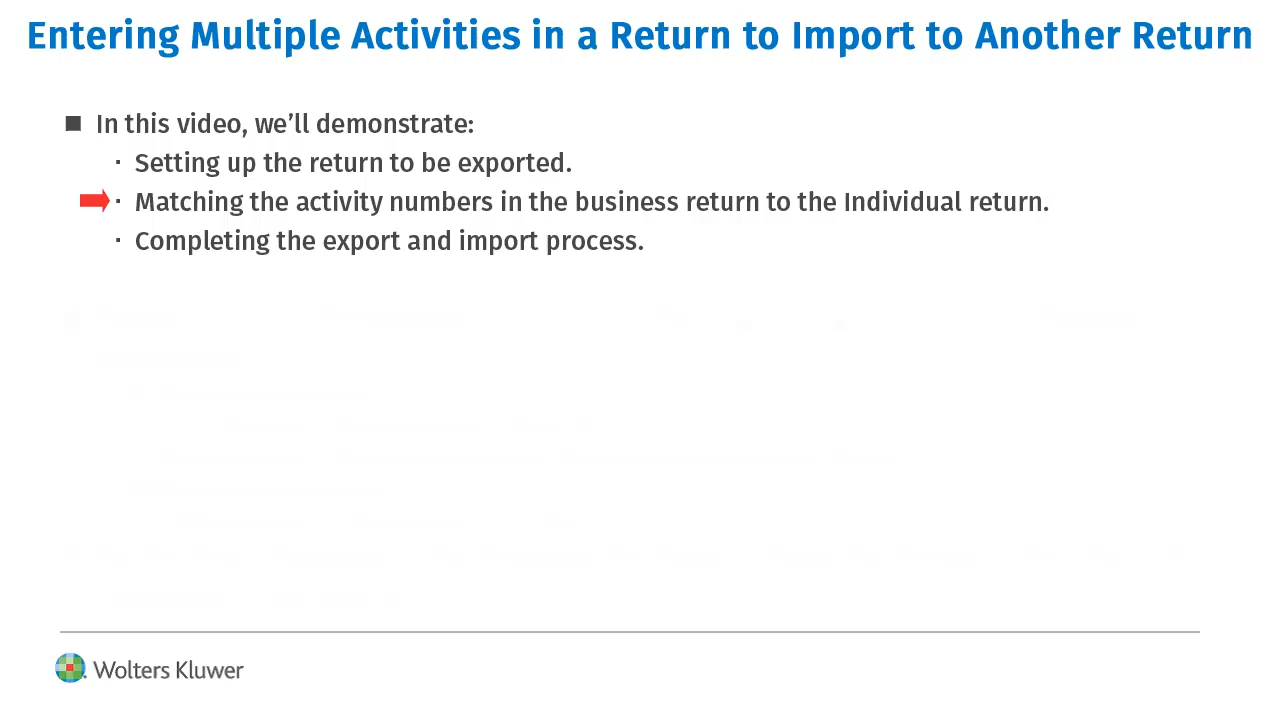 Entering Multiple Activities in a Return to Import to Another Return
In this video, we’ll demonstrate:
Setting up the return to be exported.
Matching the activity numbers in the business return to the Individual return.
Completing the export and import process.
Wolters Kluwer